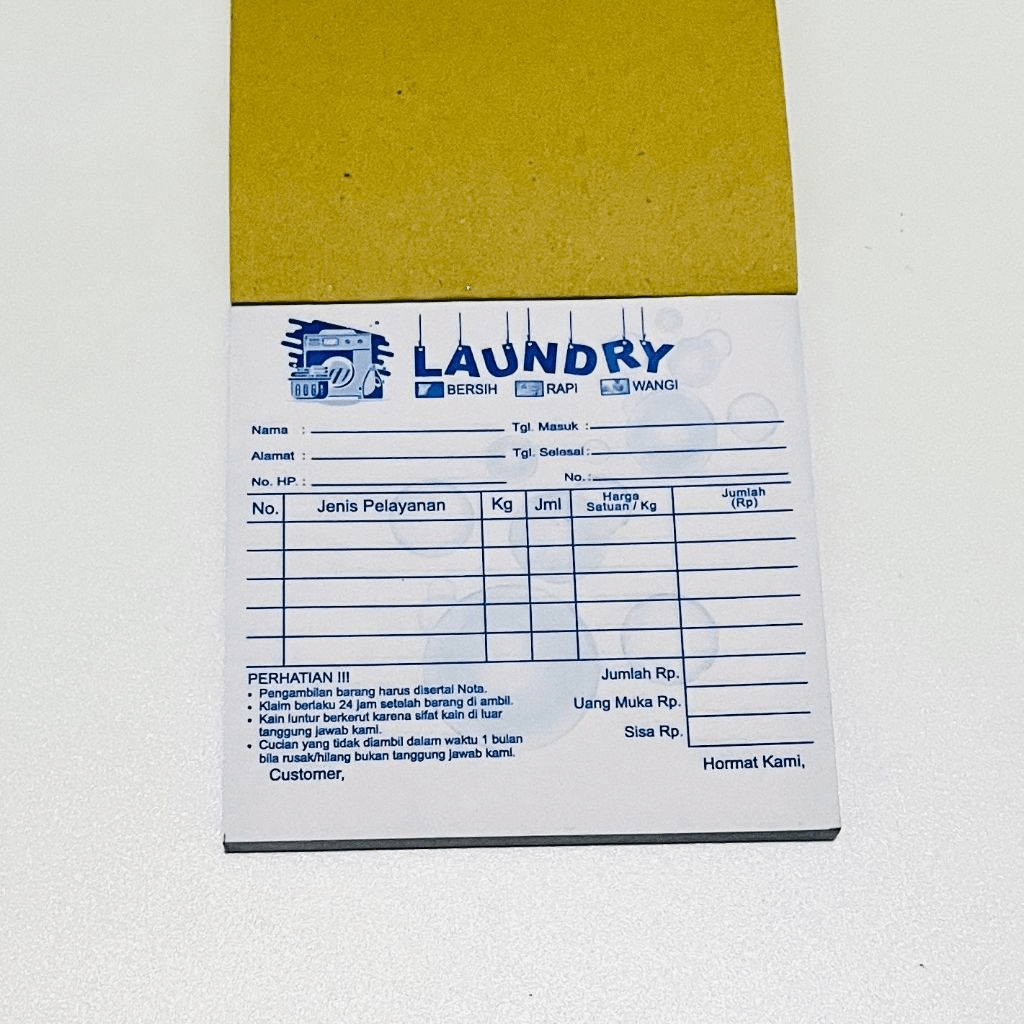 LAUNDRY
BERSIH RAPI WANGI
Nama : Tgl. Masuk :
Alamat : Tgl. Selesai :
No. HP. : No. :
No. Jenis Pelayanan Kg Jml Harga Satuan / Kg Jumlah (Rp)
PERHATIAN !!! Jumlah Rp.
• Pengambilan barang harus disertai Nota.
• Klaim berlaku 24 jam setelah barang di ambil.
Uang Muka Rp.
• Kain luntur berkerut karena sifat kain di luar
tanggung jawab kami.
Sisa Rp.
• Cucian yang tidak diambil dalam waktu 1 bulan
bila rusak/hilang bukan tanggung jawab kami.
Customer, Hormat Kami,